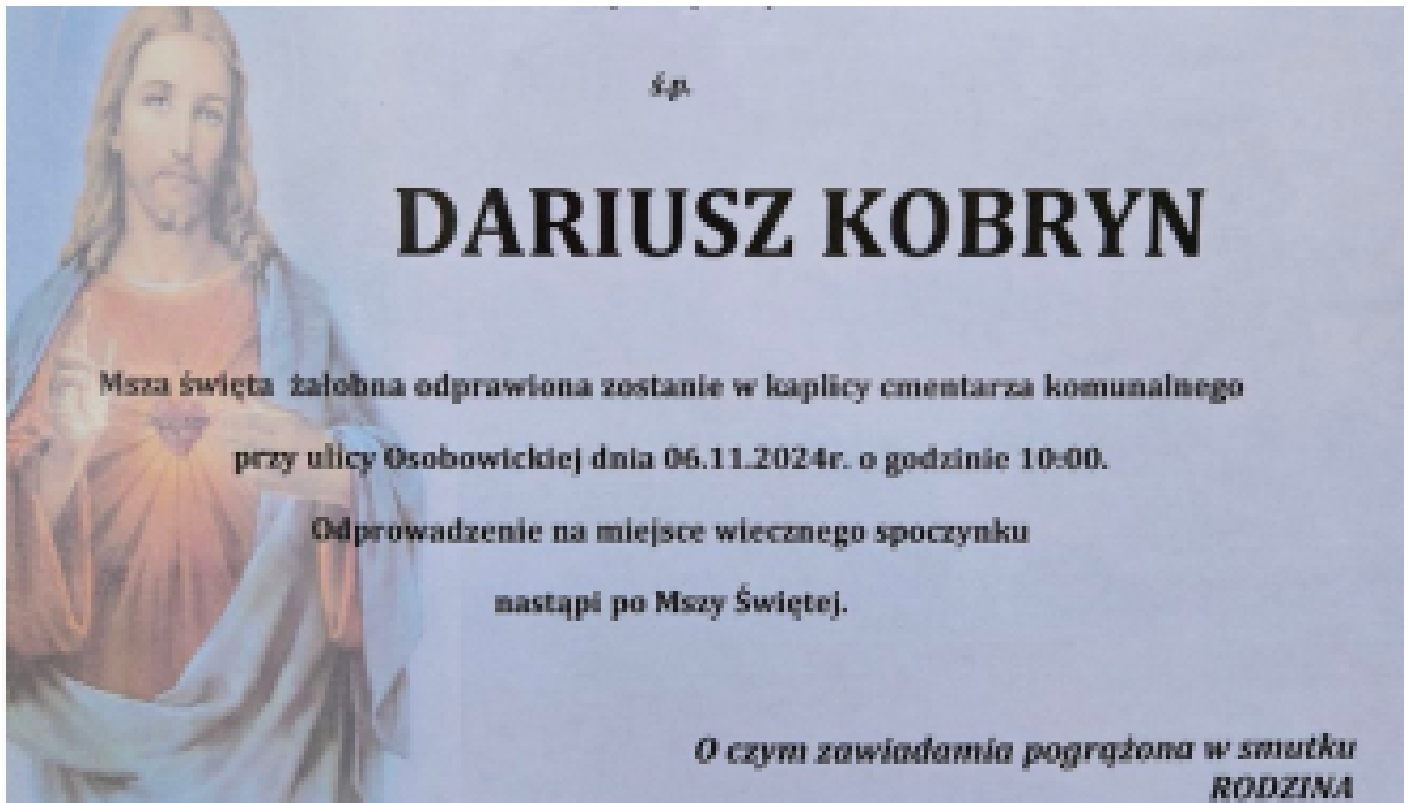 ś.p.
DARIUSZ KOBRYN
Msza święta żałobna odprawiona zostanie w kaplicy cmentarza komunalnego
przy ulicy Osobowickiej dnia 06.11.2024r. o godzinie 10:00.
Odprowadzenie na miejsce wiecznego spoczynku
nastąpi po Mszy Świętej.
O czym zawiadamia pogrążona w smutku
RODZINA